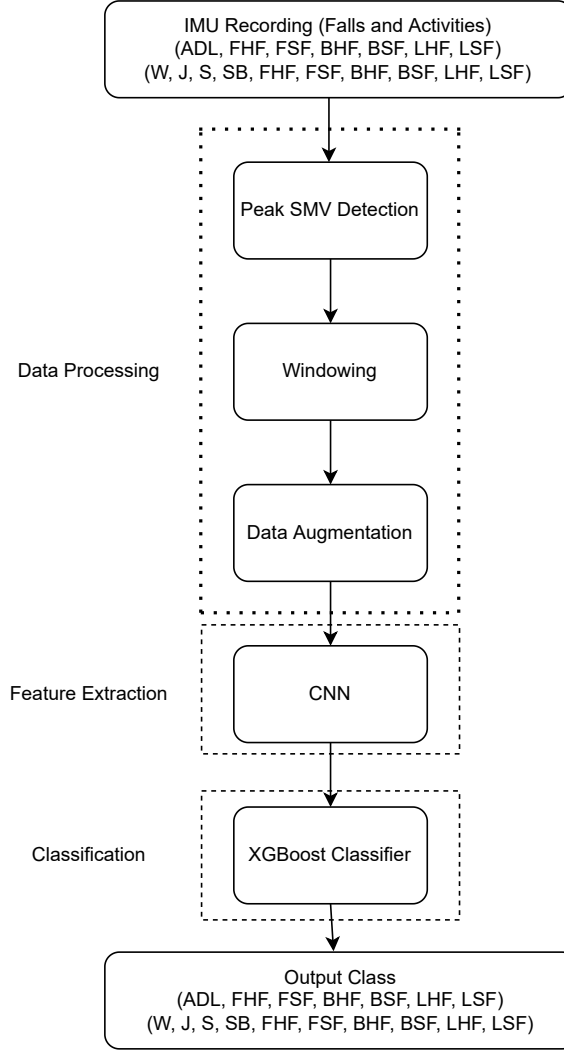 IMU Recording (Falls and Activities)
(ADL, FHF, FSF, BHF, BSF, LHF, LSF)
(W, J, S, SB, FHF, FSF, BHF, BSF, LHF, LSF)
Peak SMV Detection
Data Processing
Windowing
Data Augmentation
Feature Extraction
CNN
Classification
XGBoost Classifier
Output Class
(ADL, FHF, FSF, BHF, BSF, LHF, LSF)
(W, J, S, SB, FHF, FSF, BHF, BSF, LHF, LSF)